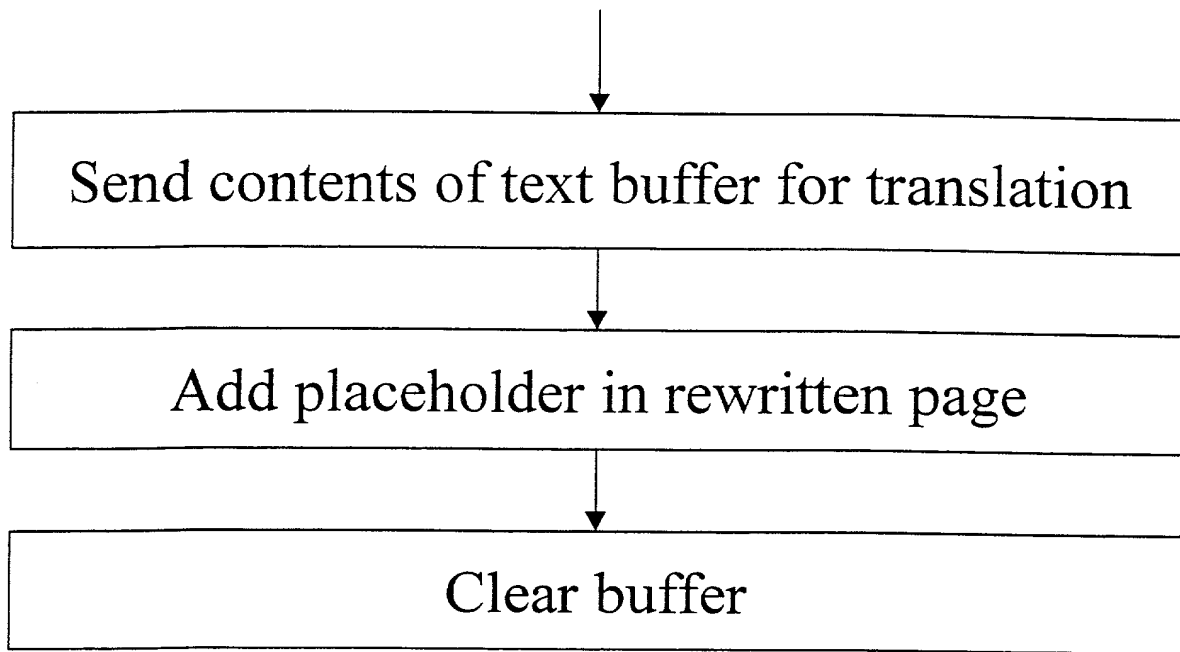 Send contents of text buffer for translation
Add placeholder in rewritten page
Clear buffer